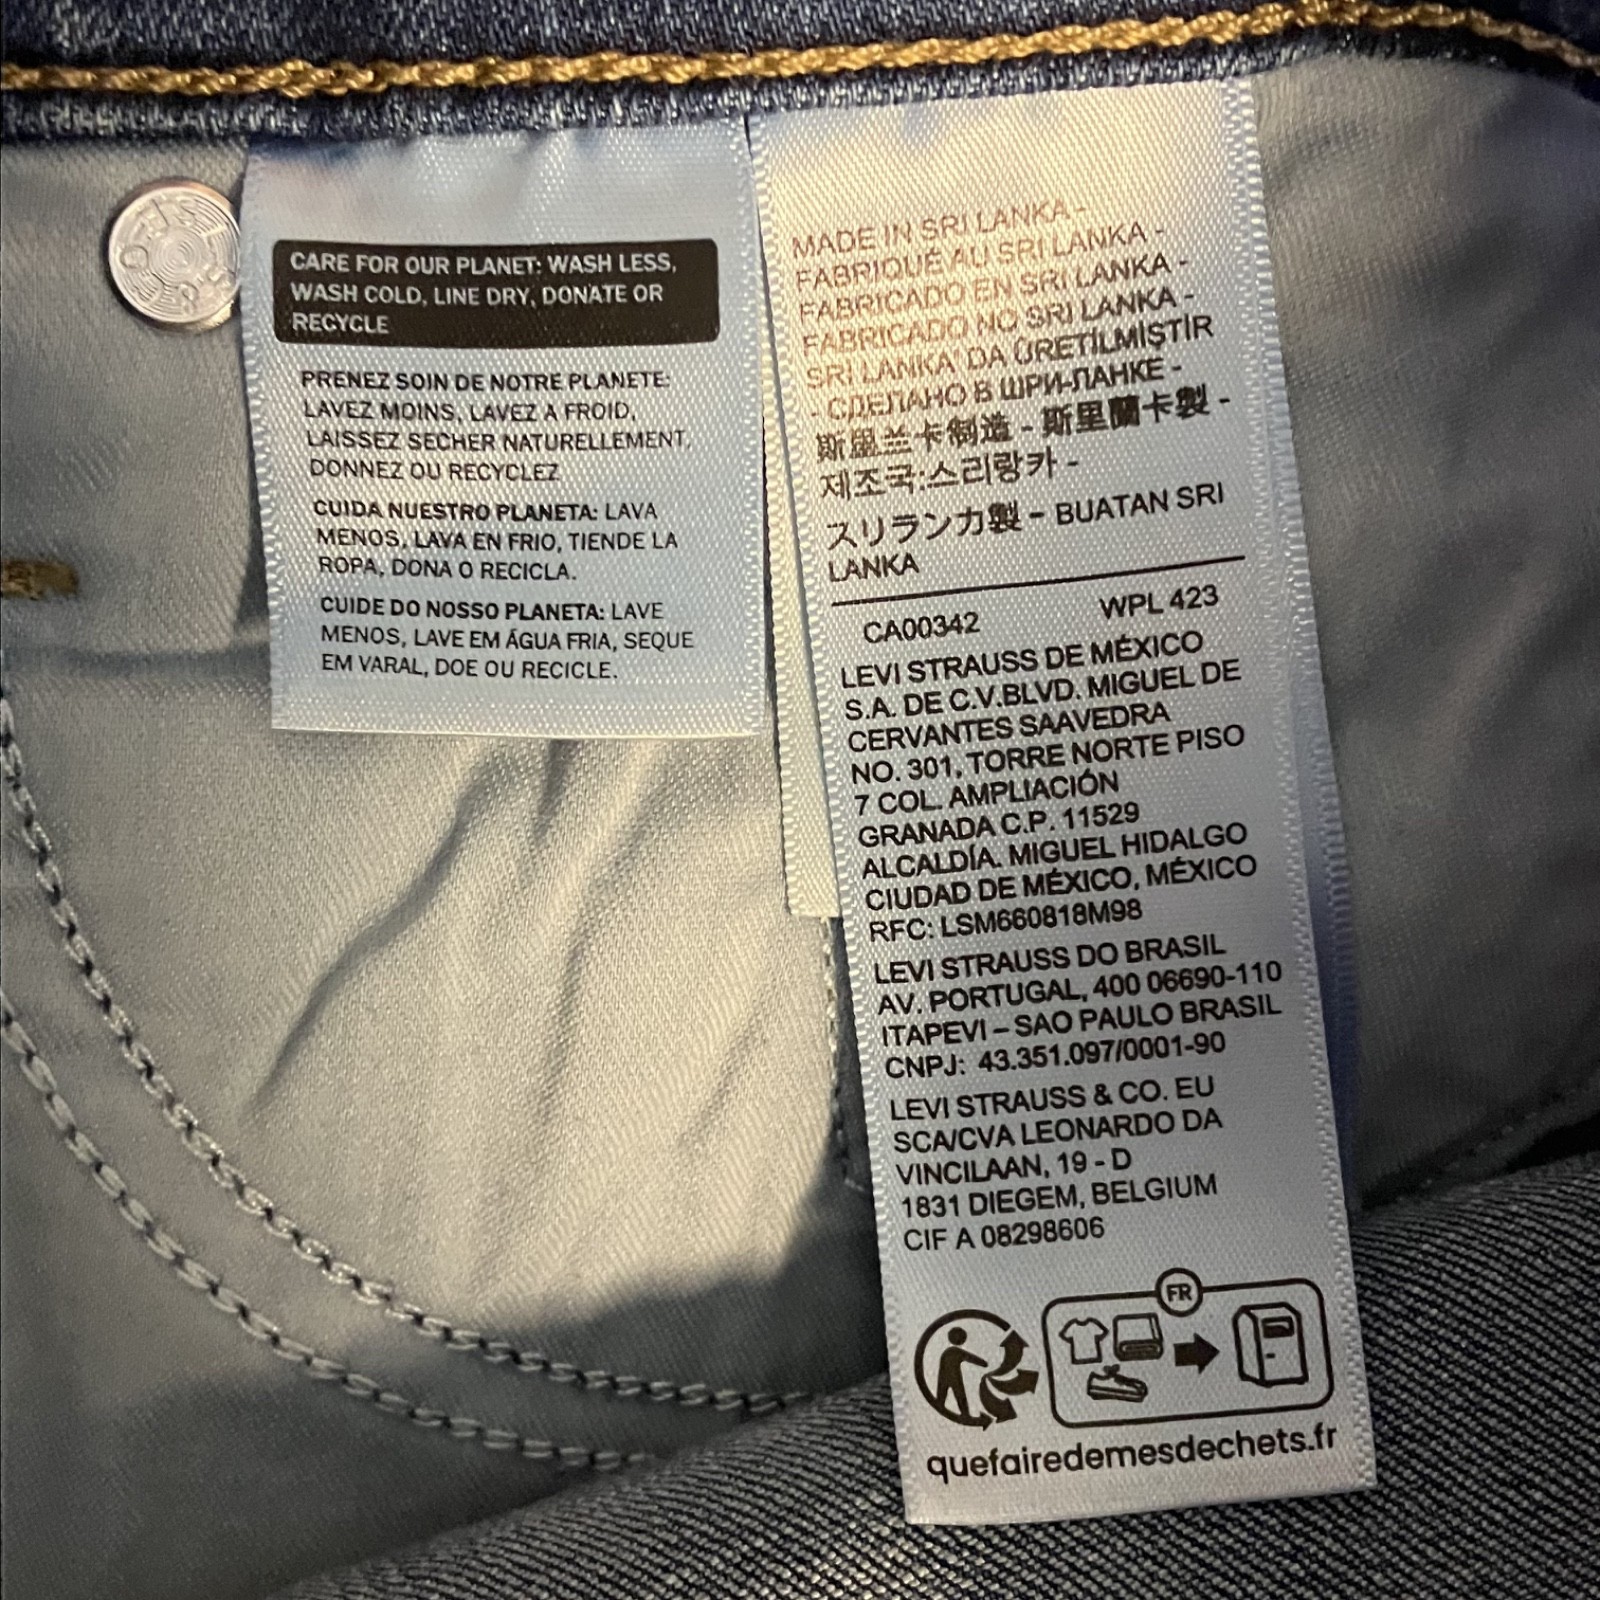 CARE FOR OUR PLANET: WASH LESS,
WASH COLD, LINE DRY, DONATE OR
RECYCLE
PRENEZ SOIN DE NOTRE PLANETE:
LAVEZ MOINS, LAVEZ A FROID,
LAISSEZ SECHER NATURELLEMENT,
DONNEZ OU RECYCLEZ
CUIDA NUESTRO PLANETA: LAVA
MENOS, LAVA EN FRIO, TIENDE LA
ROPA, DONA O RECICLA.
CUIDE DO NOSSO PLANETA: LAVE
MENOS, LAVE EM ÁGUA FRIA, SEQUE
EM VARAL, DOE OU RECICLE.
MADE IN SRI LANKA -
FABRIQUÉ AU SRI LANKA -
FABRICADO EN SRI LANKA -
FABRICADO NO SRI LANKA -
SRI LANKA' DA ÜRETİLMİŞTİR
- СДЕЛАНО В ШРИ-ЛАНКЕ -
斯里兰卡制造 - 斯里蘭卡製 -
제조국:스리랑카 -
スリランカ製 - BUATAN SRI
LANKA
CA00342 WPL 423
LEVI STRAUSS DE MÉXICO
S.A. DE C.V.BLVD. MIGUEL DE
CERVANTES SAAVEDRA
NO. 301, TORRE NORTE PISO
7 COL. AMPLIACIÓN
GRANADA C.P. 11529
ALCALDÍA. MIGUEL HIDALGO
CIUDAD DE MÉXICO, MÉXICO
RFC: LSM660818M98
LEVI STRAUSS DO BRASIL
AV. PORTUGAL, 400 06690-110
ITAPEVI – SAO PAULO BRASIL
CNPJ: 43.351.097/0001-90
LEVI STRAUSS & CO. EU
SCA/CVA LEONARDO DA
VINCILAAN, 19 - D
1831 DIEGEM, BELGIUM
CIF A 08298606
FR
quefairedemesdechets.fr